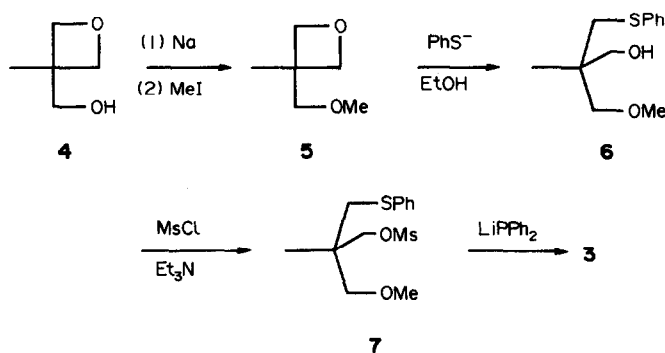 O
OH
4
(1) Na
(2) MeI
O
OMe
5
PhS⁻
EtOH
SPh
OH
OMe
6
MsCl
Et₃N
SPh
OMs
OMe
7
LiPPh₂
3